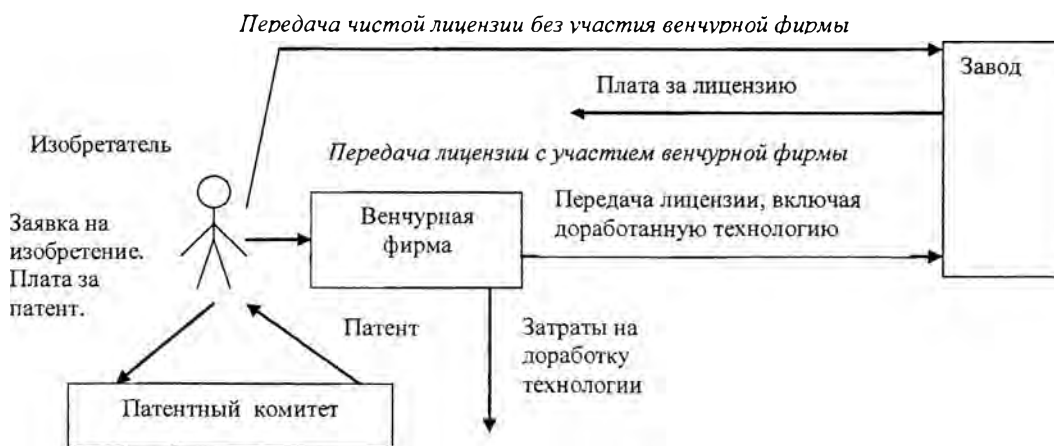 Передача чистой лицензии без участия венчурной фирмы
Завод
Плата за лицензию
Изобретатель
Передача лицензии с участием венчурной фирмы
Заявка на
изобретение.
Плата за
патент.
Венчурная
фирма
Передача лицензии, включая
доработанную технологию
Патент
Затраты на
доработку
технологии
Патентный комитет